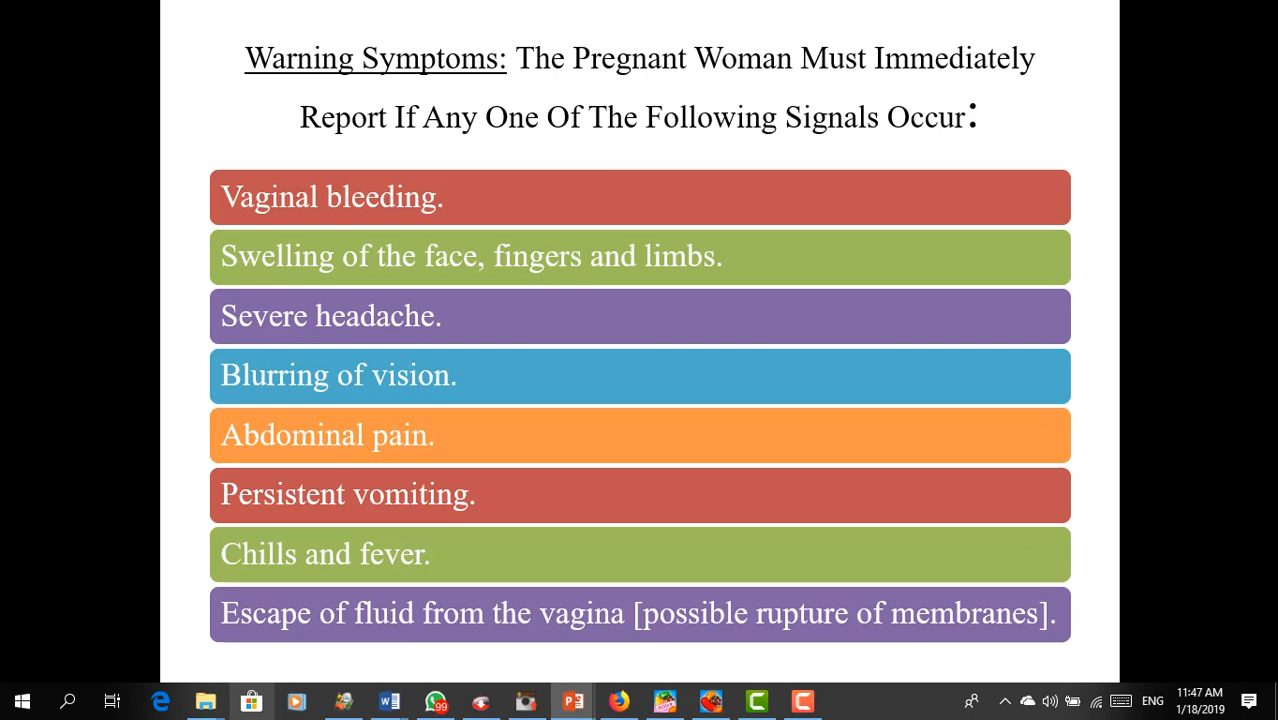 Warning Symptoms: The Pregnant Woman Must Immediately
Report If Any One Of The Following Signals Occur:
Vaginal bleeding.
Swelling of the face, fingers and limbs.
Severe headache.
Blurring of vision.
Abdominal pain.
Persistent vomiting.
Chills and fever.
Escape of fluid from the vagina [possible rupture of membranes].
99
ENG
11:47 AM
1/18/2019